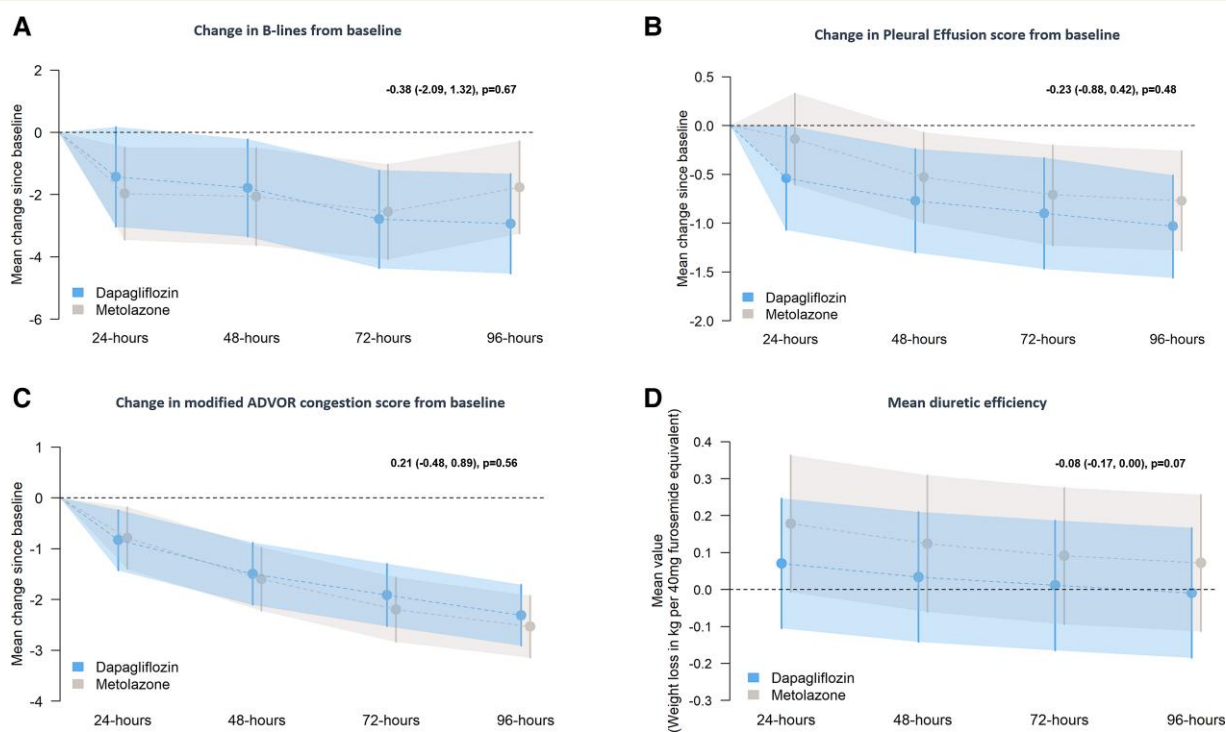 A
Change in B-lines from baseline
-0.38 (-2.09, 1.32), p=0.67
Mean change since baseline
2
0
-2
-4
-6
Dapagliflozin
Metolazone
24-hours 48-hours 72-hours 96-hours
B
Change in Pleural Effusion score from baseline
-0.23 (-0.88, 0.42), p=0.48
Mean change since baseline
0.5
0.0
-0.5
-1.0
-1.5
-2.0
Dapagliflozin
Metolazone
24-hours 48-hours 72-hours 96-hours
C
Change in modified ADVOR congestion score from baseline
0.21 (-0.48, 0.89), p=0.56
Mean change since baseline
1
0
-1
-2
-3
-4
Dapagliflozin
Metolazone
24-hours 48-hours 72-hours 96-hours
D
Mean diuretic efficiency
-0.08 (-0.17, 0.00), p=0.07
Mean value
(Weight loss in kg per 40mg furosemide equivalent)
0.4
0.3
0.2
0.1
0.0
-0.1
-0.2
-0.3
Dapagliflozin
Metolazone
24-hours 48-hours 72-hours 96-hours